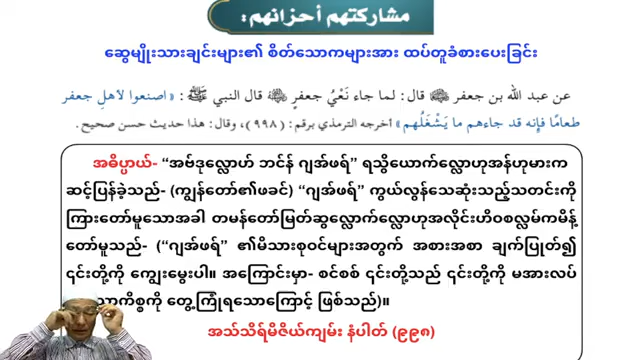 مشاركتهم أحزانهم:
ဆွေမျိုးသားချင်းများ၏ စိတ်သောကများအား ထပ်တူခံစားပေးခြင်း
عن عبد الله بن جعفر ﷺ قال: لما جاء نَعْيُ جعفرٍ ﷺ قال النبي ﷺ: «اصنعوا لأهلِ جعفر
طعامًا فإنه قد جاءهم ما يَشْغَلُهم» أخرجه الترمذي برقم: (٩٩٨)، وقال: هذا حديث حسن صحيح.
အဓိပ္ပာယ်- “အဗ်ဒုလ္လောဟ် ဘင်န် ဂျအ်ဖရ်” ရသွိယောက်လ္လောဟုအန်ဟုမားက
ဆင့်ပြန်ခဲ့သည်- (ကျွန်တော်၏ဖခင်) “ဂျအ်ဖရ်” ကွယ်လွန်သေဆုံးသည့်သတင်းကို
ကြားတော်မူသောအခါ တမန်တော်မြတ်ဆွလ္လောက်လ္လောဟုအလိုင်းဟိဝစလ္လမ်ကမိန့်
တော်မူသည်- (“ဂျအ်ဖရ်” ၏မိသားစုဝင်များအတွက် အစားအစာ ချက်ပြုတ်၍
၎င်းတို့ကို ကျွေးမွေးပါ။ အကြောင်းမှာ- စင်စစ် ၎င်းတို့သည် ၎င်းတို့ကို မအားလပ်
သာကိစ္စကို တွေ့ကြုံရသောကြောင့် ဖြစ်သည်)။
အသ်သိရ်မိဇီယ်ကျမ်း နံပါတ် (၉၉၈)